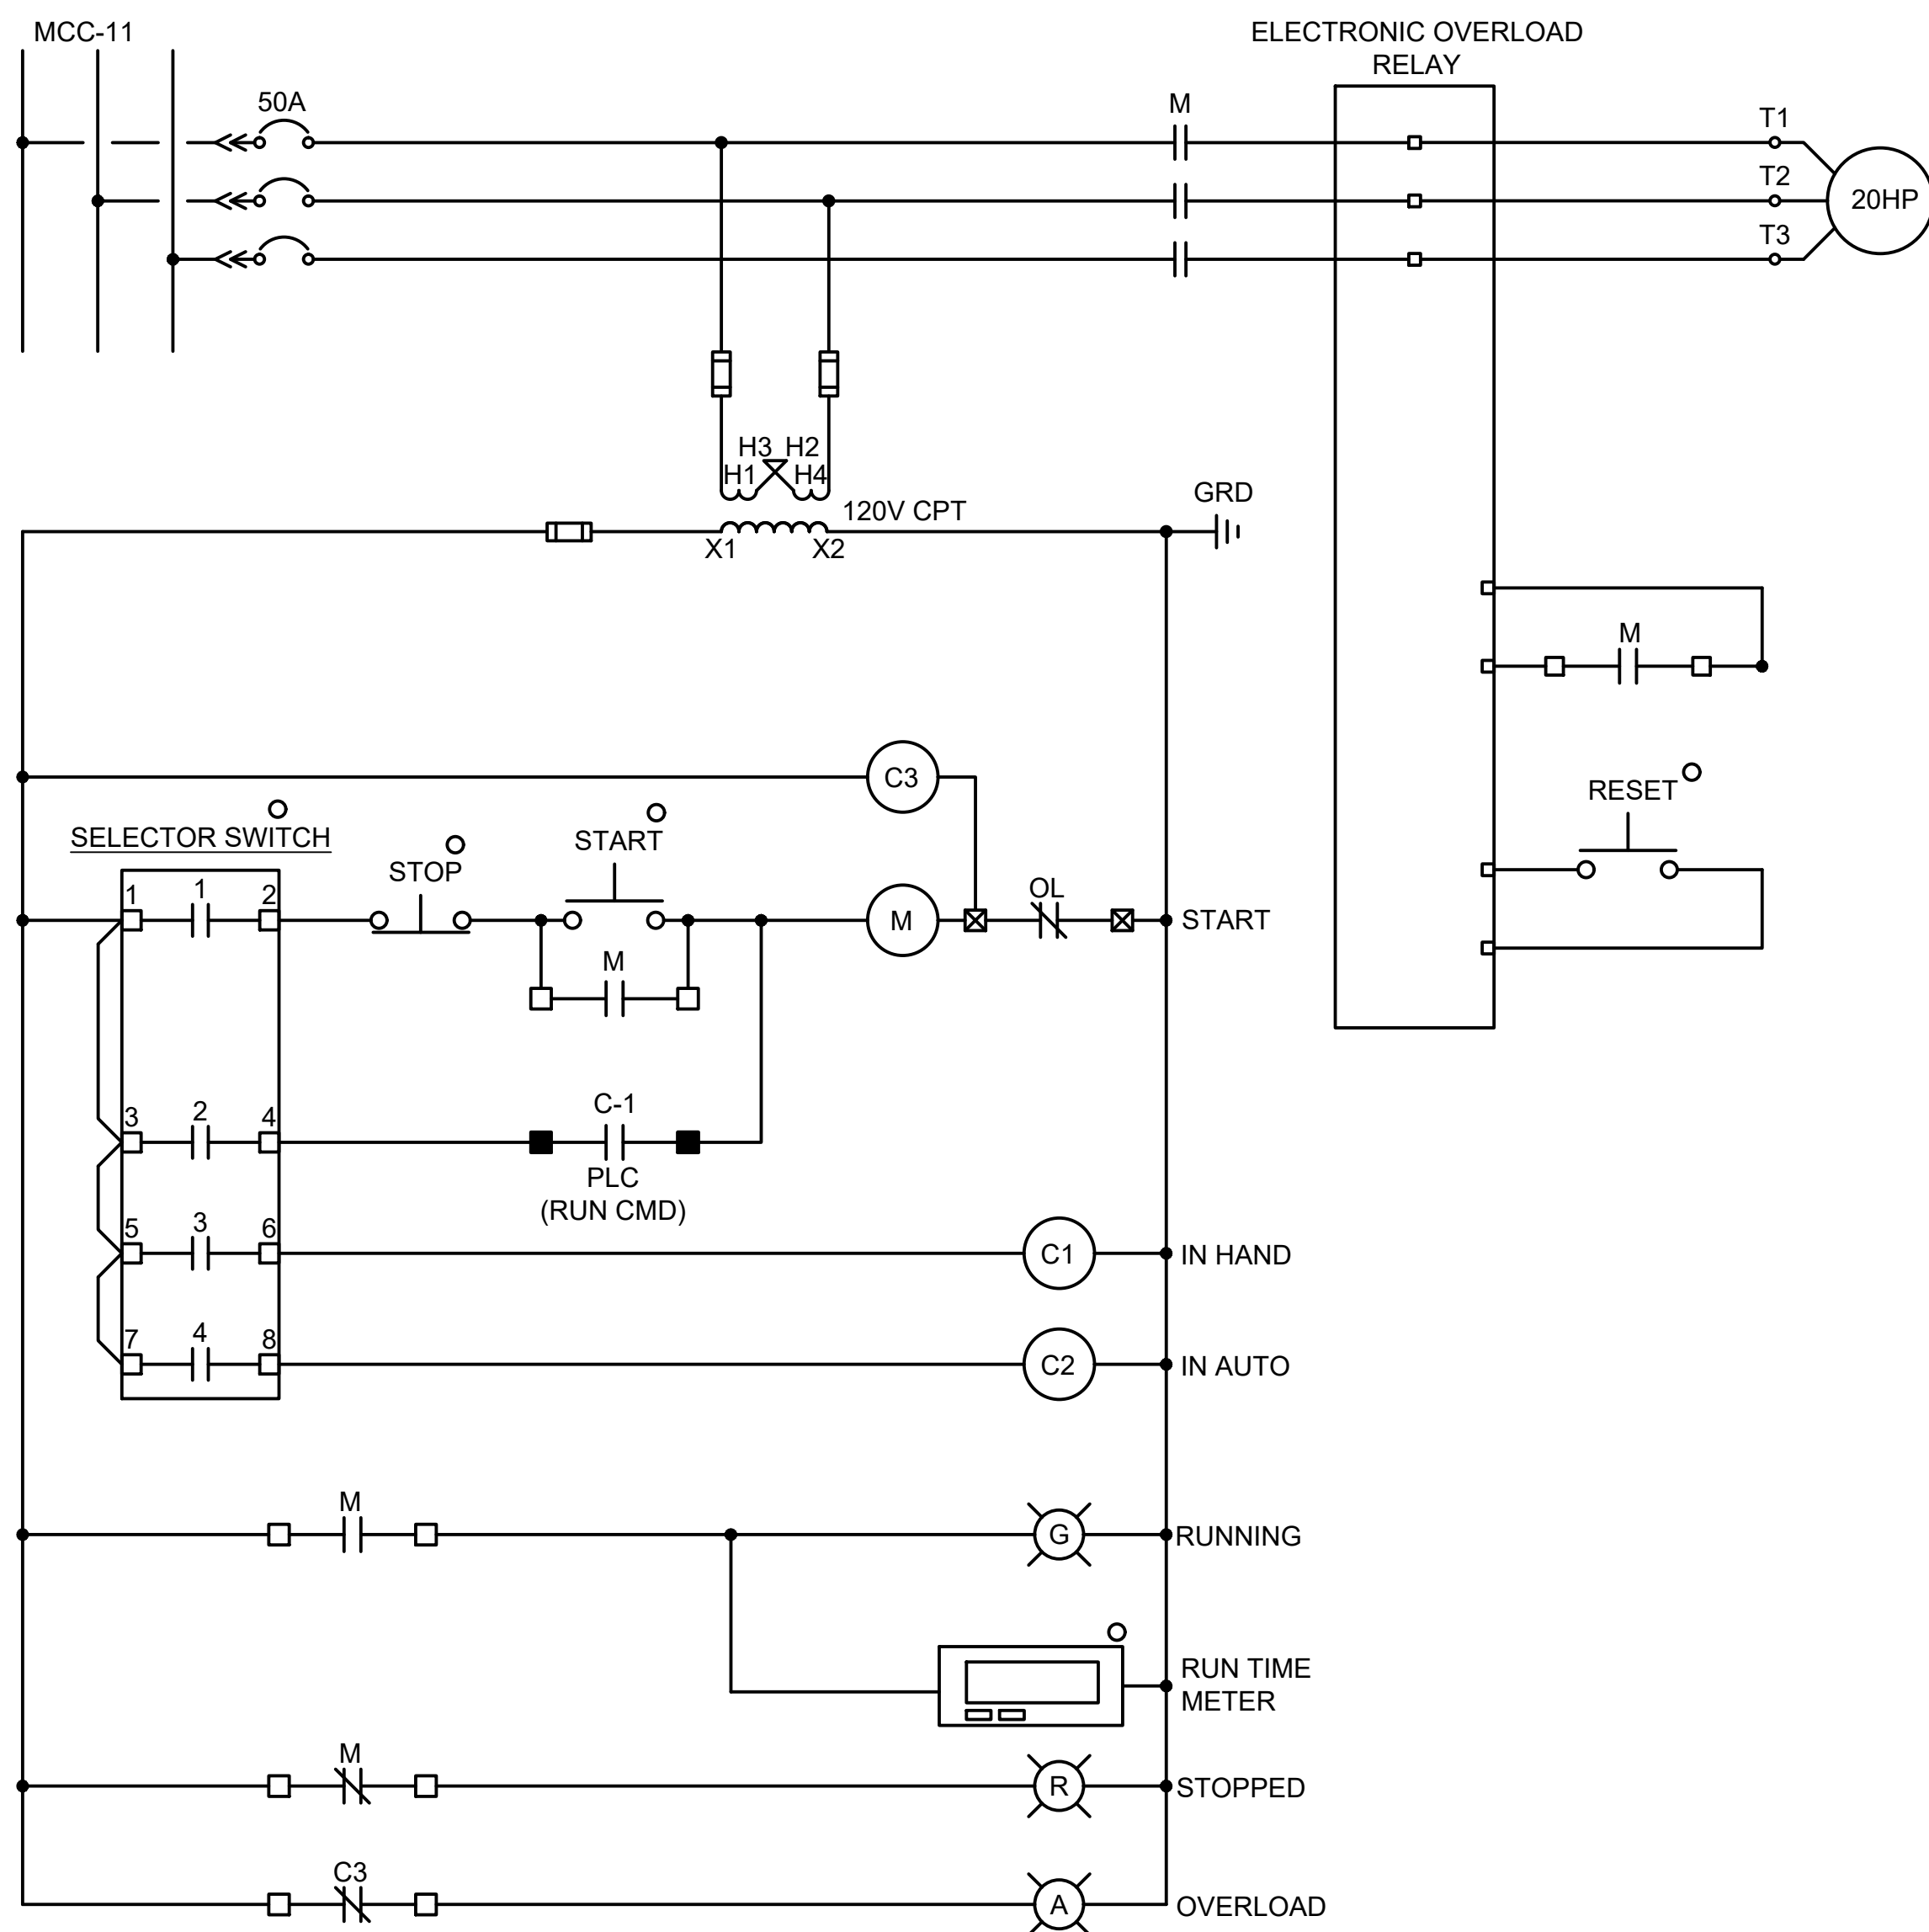 MCC-11
ELECTRONIC OVERLOAD
RELAY
50A
M
T1
T2
20HP
T3
H3 H2
H1 H4
120V CPT
GRD
X1 X2
M
C3
RESET
SELECTOR SWITCH
STOP
START
1 1 2
M
OL
START
M
3 2 4
C-1
PLC
(RUN CMD)
5 3 6
C1
IN HAND
7 4 8
C2
IN AUTO
M
G
RUNNING
RUN TIME
METER
M
R
STOPPED
C3
A
OVERLOAD